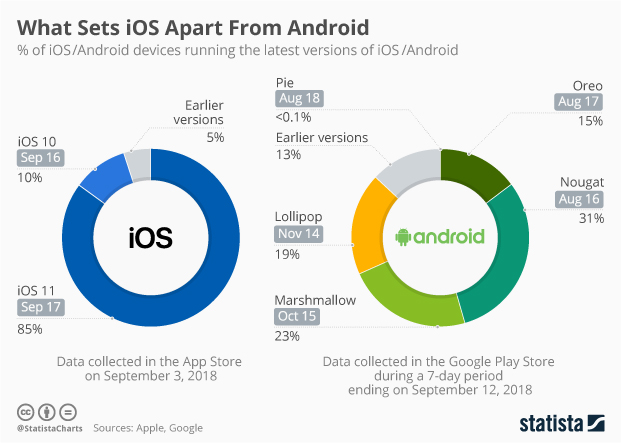 What Sets iOS Apart From Android
% of iOS/Android devices running the latest versions of iOS/Android
iOS 10
Sep 16
10%
Earlier
versions
5%
iOS
iOS 11
Sep 17
85%
Data collected in the App Store
on September 3, 2018
Pie
Aug 18
<0.1%
Earlier versions
13%
Oreo
Aug 17
15%
Nougat
Aug 16
31%
Lollipop
Nov 14
19%
android
Marshmallow
Oct 15
23%
Data collected in the Google Play Store
during a 7-day period
ending on September 12, 2018
cc
@StatistaCharts Sources: Apple, Google
statista